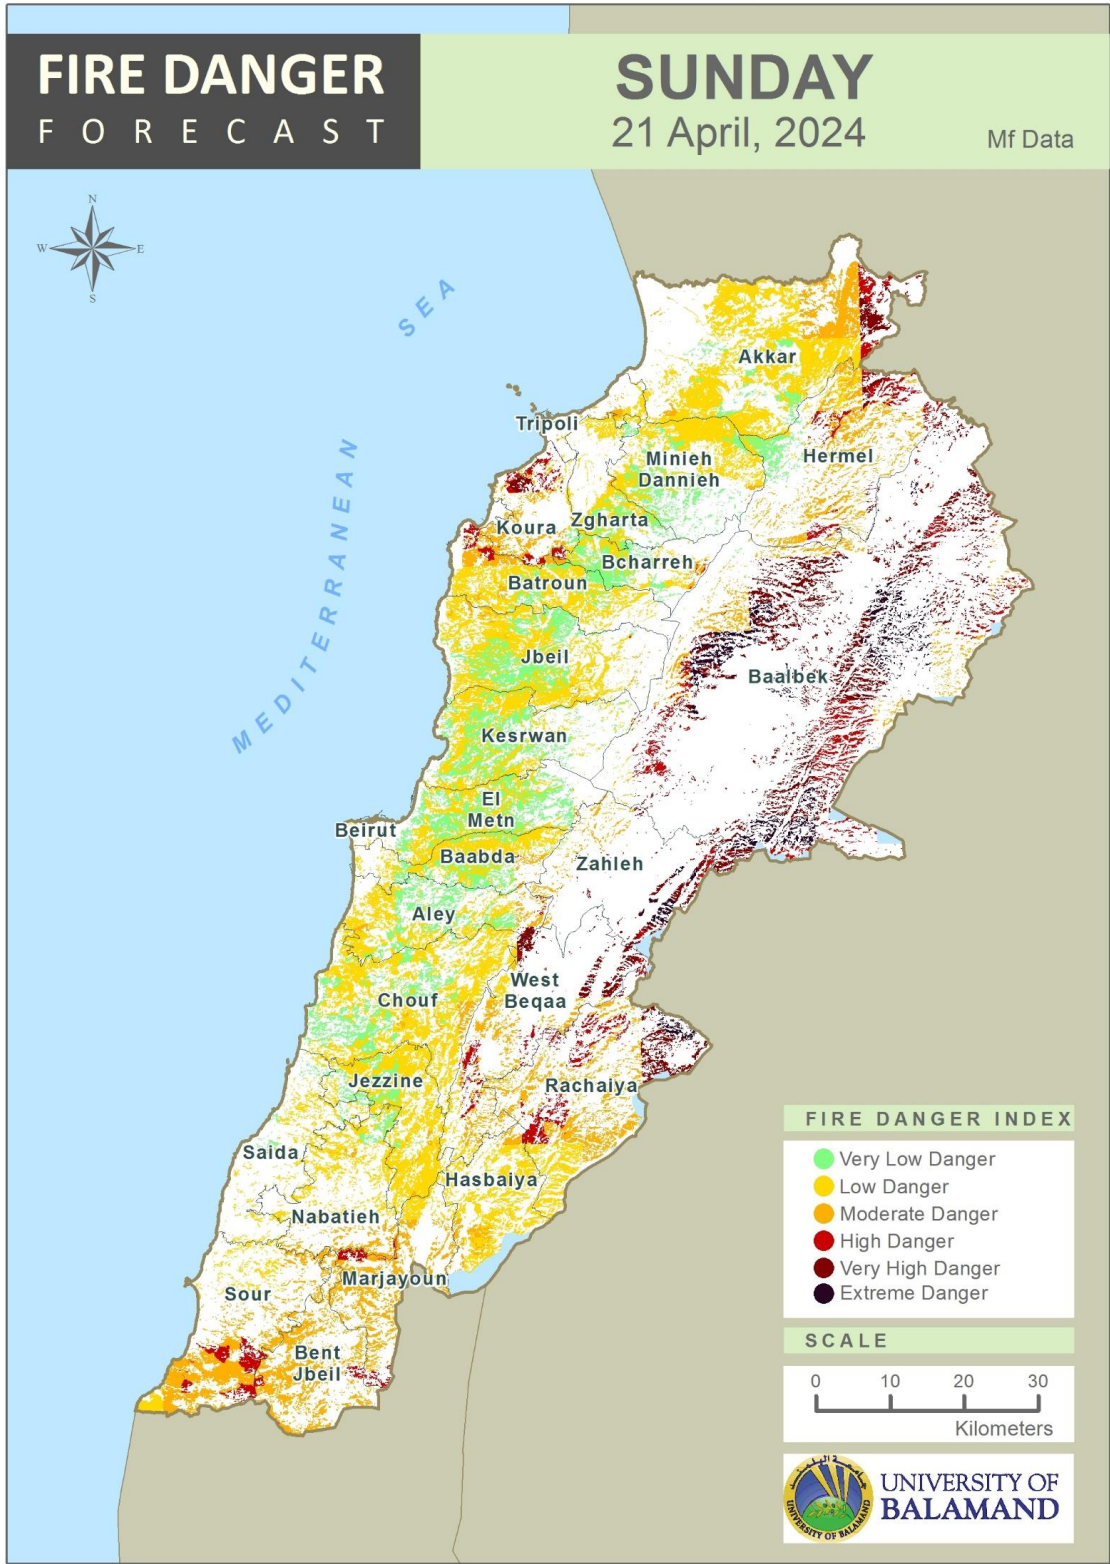 FIRE DANGER
FORECAST
SUNDAY
21 April, 2024
Mf Data
N
W
E
S
MEDITERRANEAN
SEA
Akkar
Tripoli
Minieh
Dannieh
Hermel
Koura
Zgharta
Bcharreh
Batroun
Jbeil
Baalbek
Kesrwan
El
Metn
Beirut
Baabda
Zahleh
Aley
West
Beqaa
Chouf
Jezzine
Rachaiya
Saida
Hasbaiya
Nabatieh
Marjayoun
Sour
Bent
Jbeil
FIRE DANGER INDEX
Very Low Danger
Low Danger
Moderate Danger
High Danger
Very High Danger
Extreme Danger
SCALE
0 10 20 30
Kilometers
UNIVERSITY OF BALAMAND
UNIVERSITY OF
BALAMAND